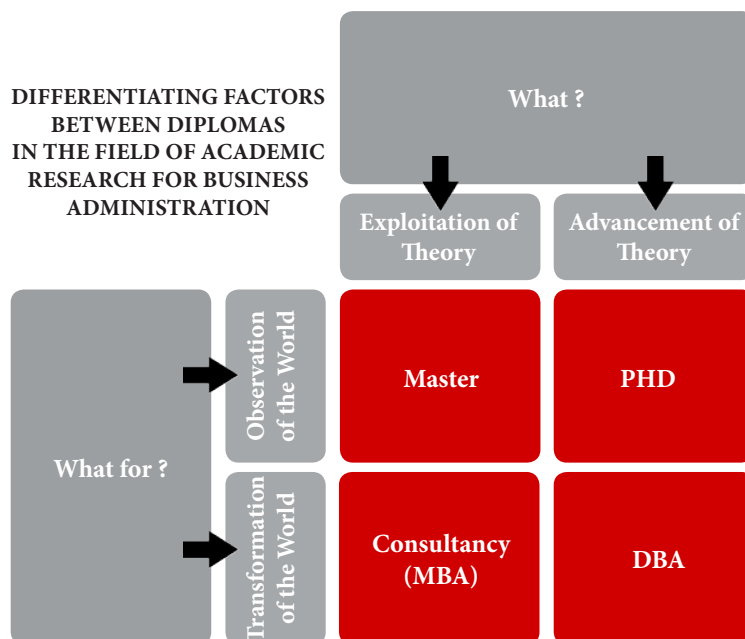 DIFFERENTIATING FACTORS
BETWEEN DIPLOMAS
IN THE FIELD OF ACADEMIC
RESEARCH FOR BUSINESS
ADMINISTRATION
What ?
Exploitation of
Theory
Advancement of
Theory
What for ?
Observation
of the World
Master
PHD
Transformation
of the World
Consultancy
(MBA)
DBA